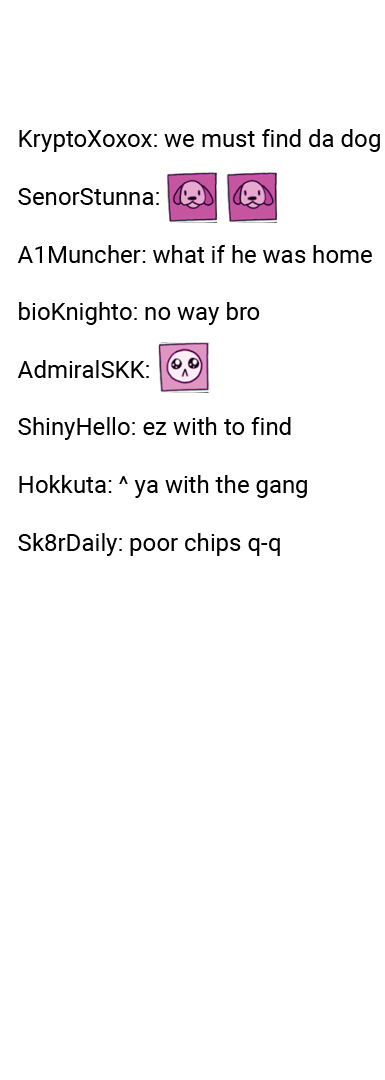 KryptoXoxox: we must find da dog
SenorStunna:
A1Muncher: what if he was home
bioKnighto: no way bro
AdmiralSKK:
ShinyHello: ez with to find
Hokkuta: ^ ya with the gang
Sk8rDaily: poor chips q-q